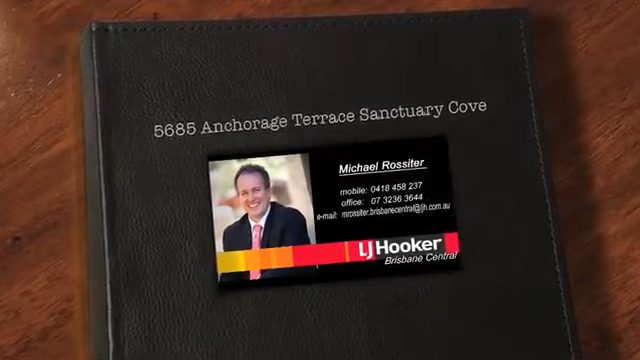 5685 Anchorage Terrace Sanctuary Cove
Michael Rossiter
mobile: 0418 458 237
office: 07 3236 3644
e-mail: mrossiter.brisbanecentral@ljh.com.au
LJ Hooker
Brisbane Central